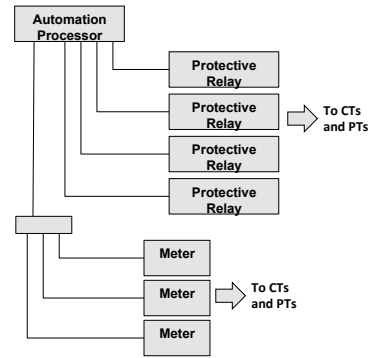 Automation
Processor
Protective
Relay
Protective
Relay
To CTs
and PTs
Protective
Relay
Protective
Relay
Meter
Meter
To CTs
and PTs
Meter